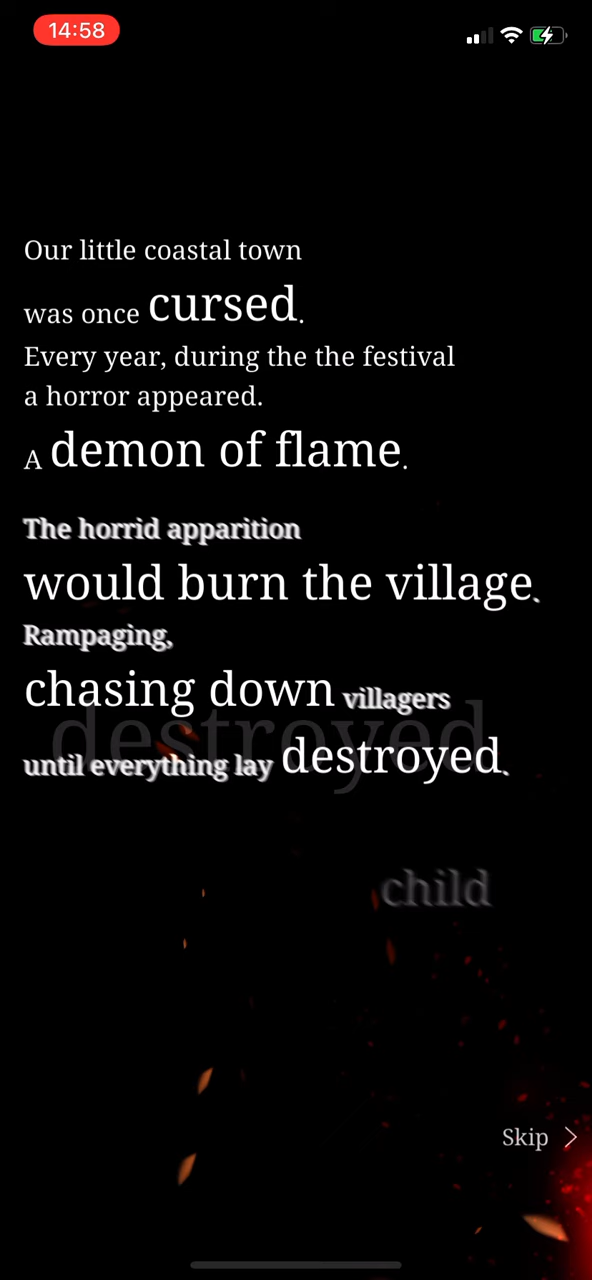 14:58
Our little coastal town
was once cursed.
Every year, during the the festival
a horror appeared.
A demon of flame.
The horrid apparition
would burn the village.
Rampaging,
chasing down villagers
destroyed
until everything lay destroyed.
child
Skip